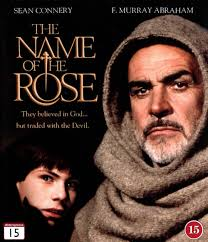 SEAN CONNERY F. MURRAY ABRAHAM
THE
NAME
OF THE
ROSE
They believed in God...
but traded with the Devil.
15
15